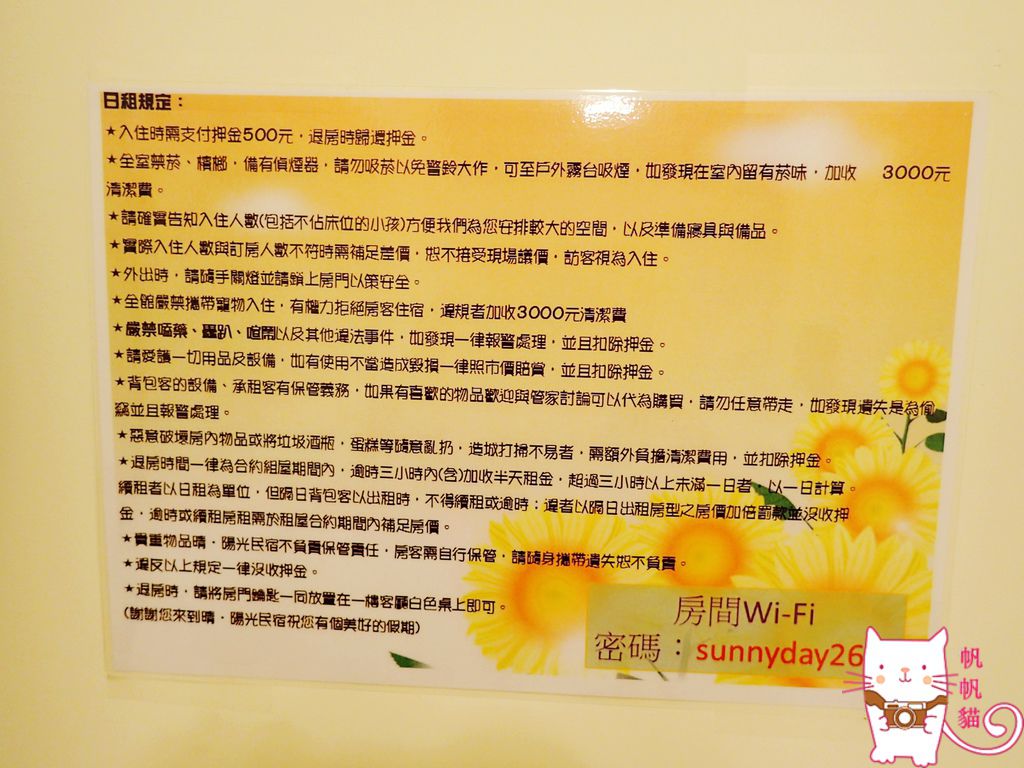 日租規定：
★入住時需支付押金500元，退房時歸還押金。
★全室禁菸、檳榔，備有偵煙器，請勿吸菸以免警鈴大作，可至戶外露台吸煙，如發現在室內留有菸味，加收 3000元
清潔費。
★請確實告知入住人數(包括不佔床位的小孩)方便我們為您安排較大的空間，以及準備寢具與備品。
★實際入住人數與訂房人數不符時需補足差價，恕不接受現場議價，訪客視為入住。
★外出時，請隨手關燈並請鎖上房門以策安全。
★全館嚴禁攜帶寵物入住，有權力拒絕房客住宿，違規者加收3000元清潔費
★嚴禁嗑藥、轟趴、喧鬧以及其他違法事件，如發現一律報警處理，並且扣除押金。
★請愛護一切用品及設備，如有使用不當造成毀損一律照市價賠償，並且扣除押金。
★背包客的設備、承租客有保管義務，如果有喜歡的物品歡迎與管家討論可以代為購買，請勿任意帶走，如發現遺失是為偷
竊並且報警處理。
★惡意破壞房內物品或將垃圾酒瓶，蛋糕等隨意亂扔，造成打掃不易者，需額外負擔清潔費用，並扣除押金。
★退房時間一律為合約組屋期間內，逾時三小時內(含)加收半天租金，超過三小時以上未滿一日者，以一日計算。
續租者以日租為單位，但隔日背包客以出租時，不得續租或逾時；違者以隔日出租房型之房價加倍罰款並沒收押
金，逾時或續租房租需於租屋合約期間內補足房價。
★貴重物品晴．陽光民宿不負責保管責任，房客需自行保管，請隨身攜帶遺失恕不負責。
★違反以上規定一律沒收押金。
★退房時，請將房門鑰匙一同放置在一樓客廳白色桌上即可。
(謝謝您來到晴．陽光民宿祝您有個美好的假期)
房間Wi-Fi
密碼：sunnyday26
帆帆貓